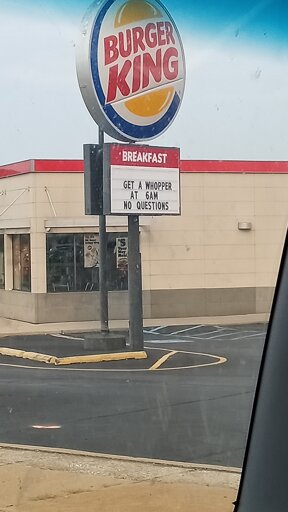 BURGER
KING
BREAKFAST
GET A WHOPPER
AT 6AM
NO QUESTIONS